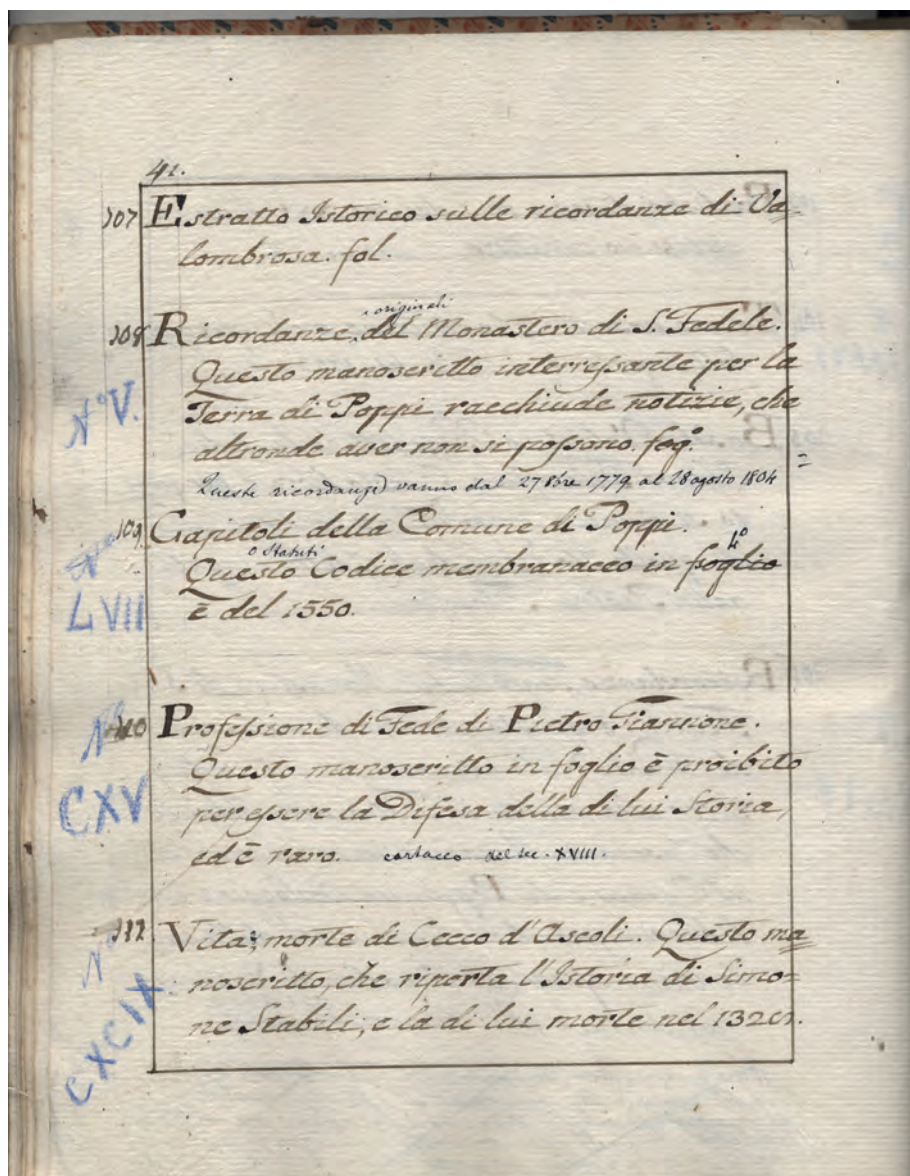 41.
107 Estratto Istorico sulle ricordanze di Va=
lombrosa. fol.
originali
108 Ricordanze, del Monastero di S. Fedele.
Questo manoscritto interressante per la
N° V. Terra di Poppi racchiude notizie, che
altronde aver non si possono. fog.°
Queste ricordanze vanno dal 27 8bre 1779 al 28 agosto 1804
109 Capitoli della Comune di Poppi.
o Statuti 4°
Questo Codice membranaceo in foglio
LVII è del 1550.
N° 110 Professione di Fede di Pietro Giannone.
Questo manoscritto in foglio è proibito
CXV per essere la Difesa della di lui Storia,
ed è raro. cartaceo del sec. XVIII.
Vita, morte di Cecco d'Ascoli. Questo ma=
N° noscritto, che riporta l'Istoria di Simo=
CXCIX ne Stabili, e la di lui morte nel